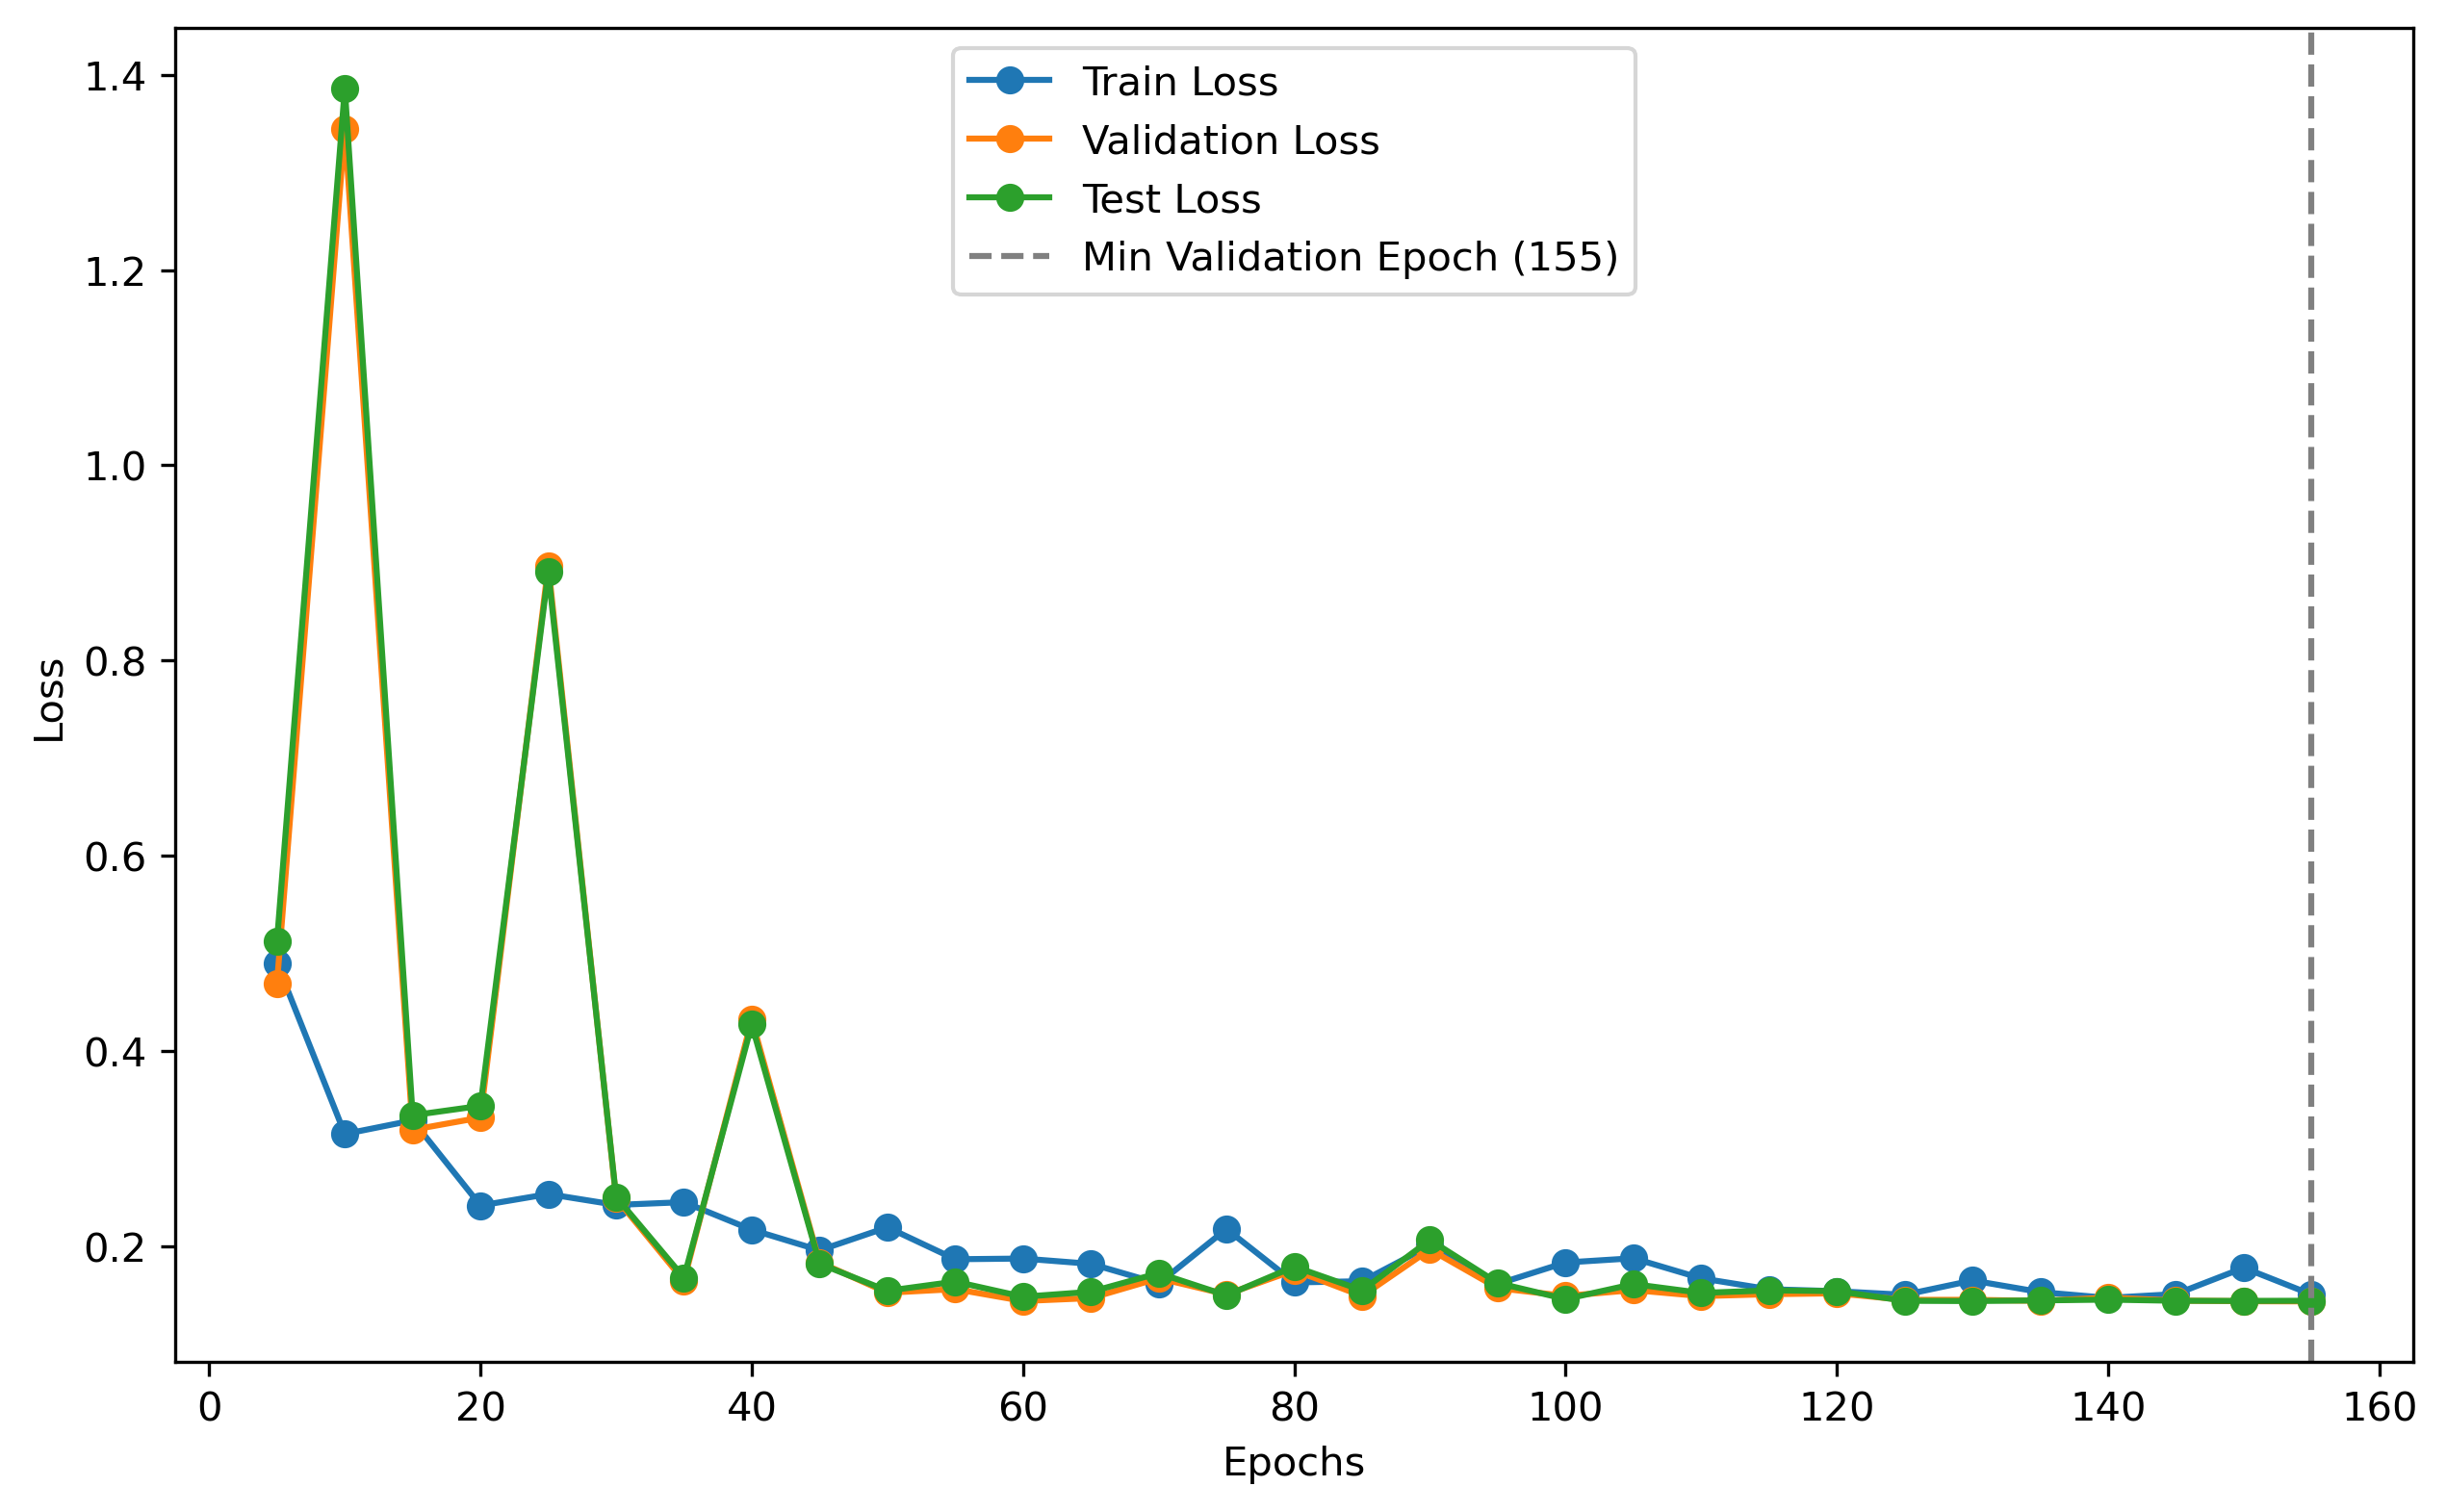 Train Loss
Validation Loss
Test Loss
Min Validation Epoch (155)
1.4
1.2
1.0
0.8
0.6
0.4
0.2
Loss
0 20 40 60 80 100 120 140 160
Epochs